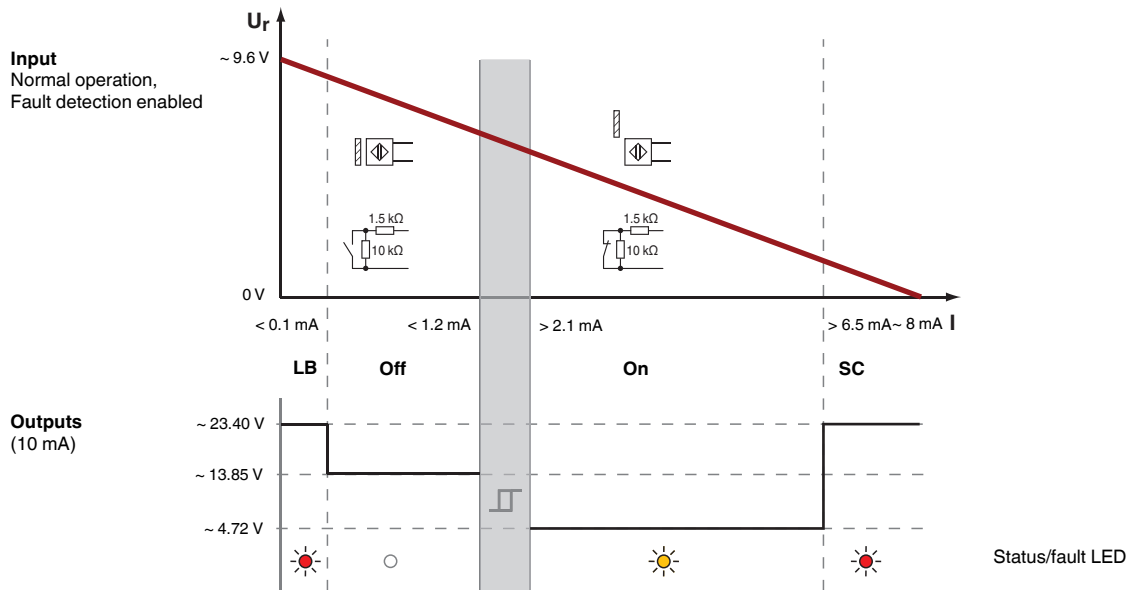 Ur
Input
Normal operation,
Fault detection enabled
~ 9.6 V
1.5 kΩ
10 kΩ
1.5 kΩ
10 kΩ
0 V
< 0.1 mA
< 1.2 mA
> 2.1 mA
> 6.5 mA
~ 8 mA
I
LB
Off
On
SC
Outputs
(10 mA)
~ 23.40 V
~ 13.85 V
~ 4.72 V
Status/fault LED